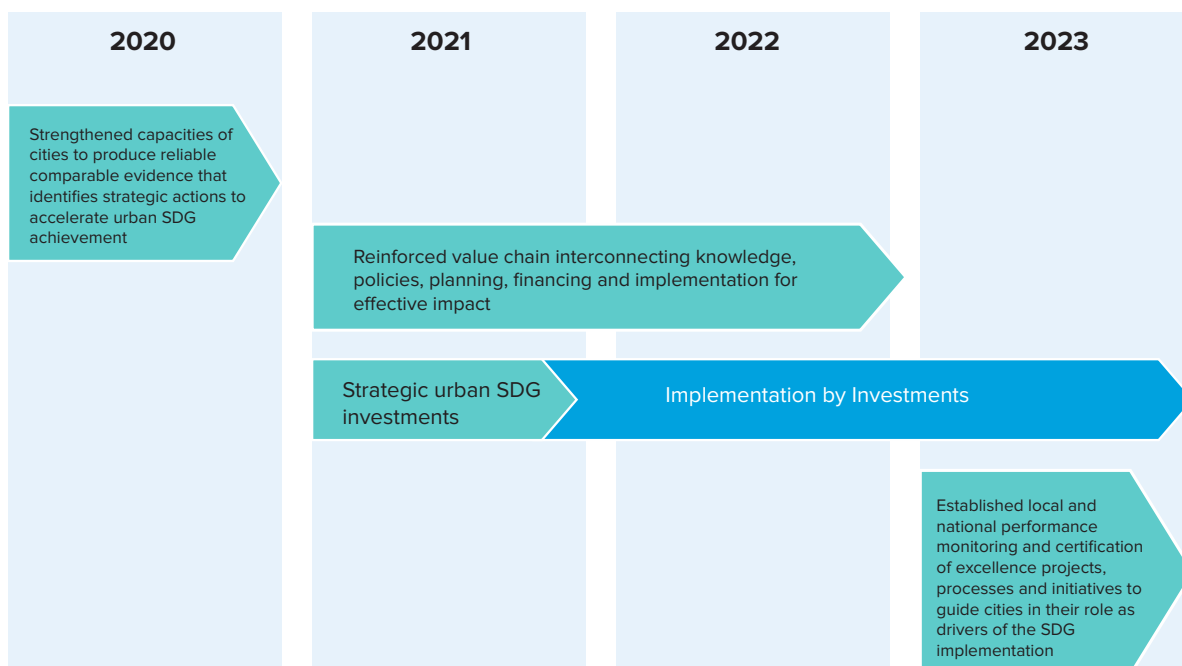 2020
2021
2022
2023
Strengthened capacities of
cities to produce reliable
comparable evidence that
identifies strategic actions to
accelerate urban SDG
achievement
Reinforced value chain interconnecting knowledge,
policies, planning, financing and implementation for
effective impact
Strategic urban SDG
investments
Implementation by Investments
Established local and
national performance
monitoring and certification
of excellence projects,
processes and initiatives to
guide cities in their role as
drivers of the SDG
implementation